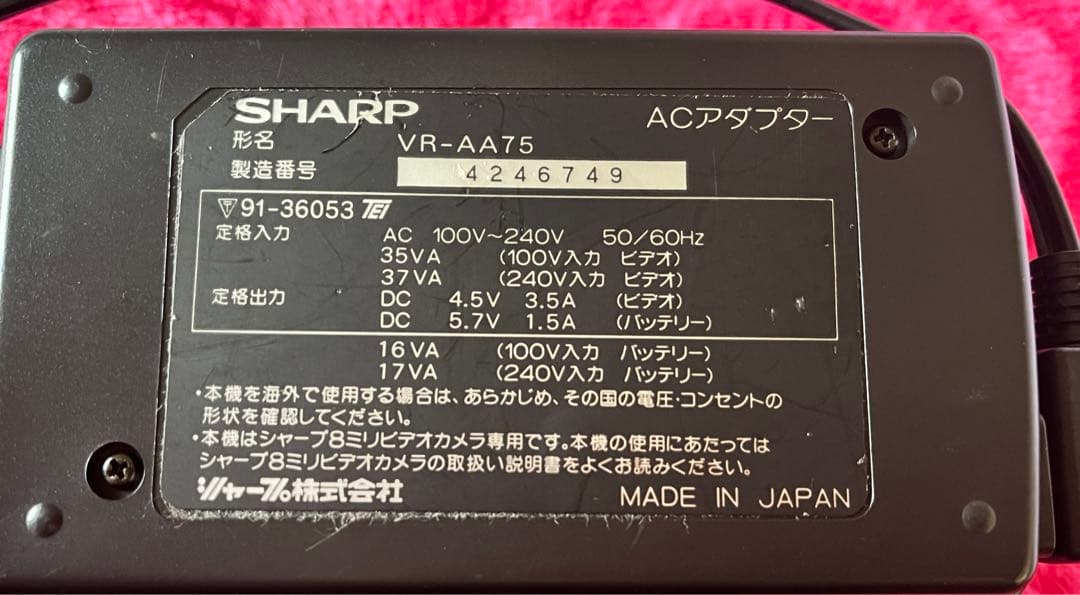 SHARP
ACアダプター
形名 VR-AA75
製造番号 4246749
91-36053 TEI
定格入力 AC 100V～240V 50/60Hz
35VA (100V入力 ビデオ)
37VA (240V入力 ビデオ)
定格出力 DC 4.5V 3.5A (ビデオ)
DC 5.7V 1.5A (バッテリー)
16VA (100V入力 バッテリー)
17VA (240V入力 バッテリー)
・本機を海外で使用する場合は、あらかじめ、その国の電圧・コンセントの
形状を確認してください。
・本機はシャープ8ミリビデオカメラ専用です。本機の使用にあたっては
シャープ8ミリビデオカメラの取扱い説明書をよくお読みください。
シャープ株式会社
MADE IN JAPAN